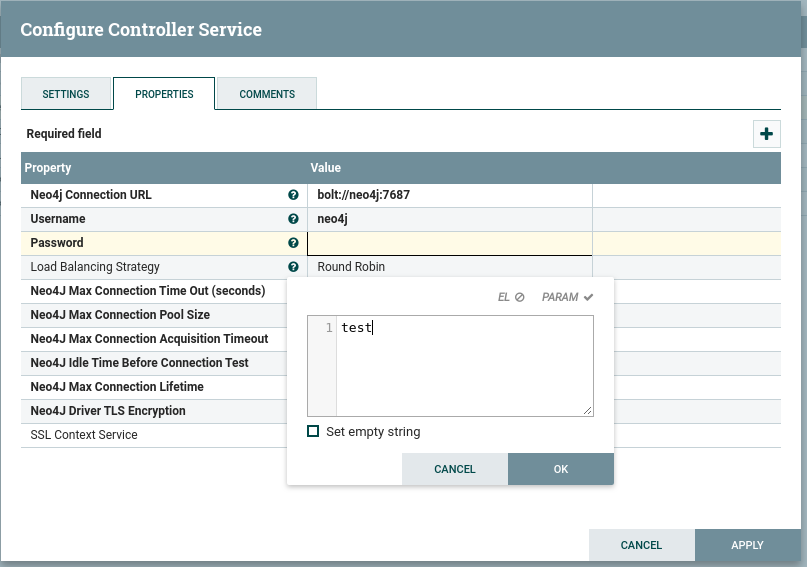 Configure Controller Service
SETTINGS PROPERTIES COMMENTS
Required field
Property Value
Neo4j Connection URL bolt://neo4j:7687
Username neo4j
Password
Load Balancing Strategy Round Robin
Neo4J Max Connection Time Out (seconds)
EL PARAM
Neo4J Max Connection Pool Size
1 test
Neo4J Max Connection Acquisition Timeout
Neo4J Idle Time Before Connection Test
Neo4J Max Connection Lifetime
Neo4J Driver TLS Encryption
SSL Context Service
Set empty string
CANCEL OK
CANCEL APPLY